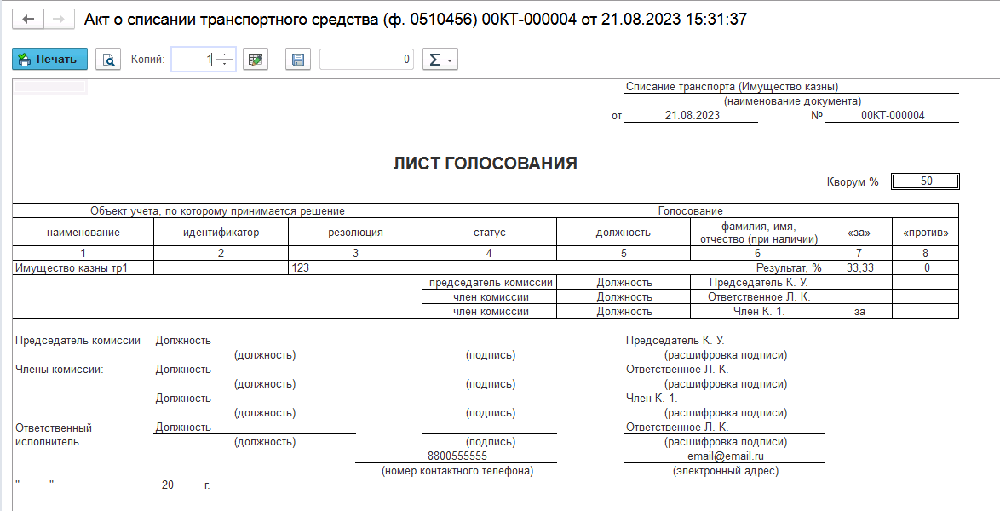 Акт о списании транспортного средства (ф. 0510456) 00КТ-000004 от 21.08.2023 15:31:37
Печать Копий: 1 0 Σ
Списание транспорта (Имущество казны)
(наименование документа)
от 21.08.2023 № 00КТ-000004
ЛИСТ ГОЛОСОВАНИЯ
Кворум % 50
Объект учета, по которому принимается решение Голосование
наименование идентификатор резолюция статус должность фамилия, имя, отчество (при наличии) «за» «против»
1 2 3 4 5 6 7 8
Имущество казны тр1 123 Результат, % 33,33 0
председатель комиссии Должность Председатель К. У.
член комиссии Должность Ответственное Л. К.
член комиссии Должность Член К. 1. за
Председатель комиссии Должность Председатель К. У.
(должность) (подпись) (расшифровка подписи)
Члены комиссии: Должность Ответственное Л. К.
(должность) (подпись) (расшифровка подписи)
Должность Член К. 1.
(должность) (подпись) (расшифровка подписи)
Ответственный исполнитель Должность Ответственное Л. К.
(должность) (подпись) (расшифровка подписи)
8800555555 email@email.ru
(номер контактного телефона) (электронный адрес)
"_____" _________________ 20 ____ г.